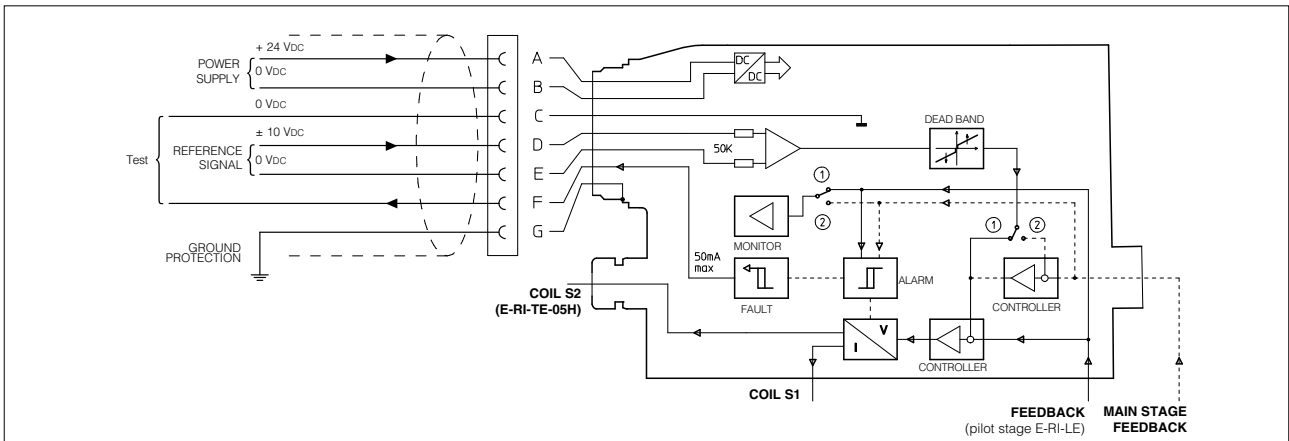 + 24 VDC
POWER
SUPPLY
0 VDC
0 VDC
± 10 VDC
Test
REFERENCE
SIGNAL
0 VDC
GROUND
PROTECTION
A
B
C
D
E
F
G
DC
DC
DEAD BAND
50K
1
2
MONITOR
1
2
50mA
max
FAULT
ALARM
CONTROLLER
COIL S2
(E-RI-TE-05H)
V
I
CONTROLLER
COIL S1
FEEDBACK
(pilot stage E-RI-LE)
MAIN STAGE
FEEDBACK